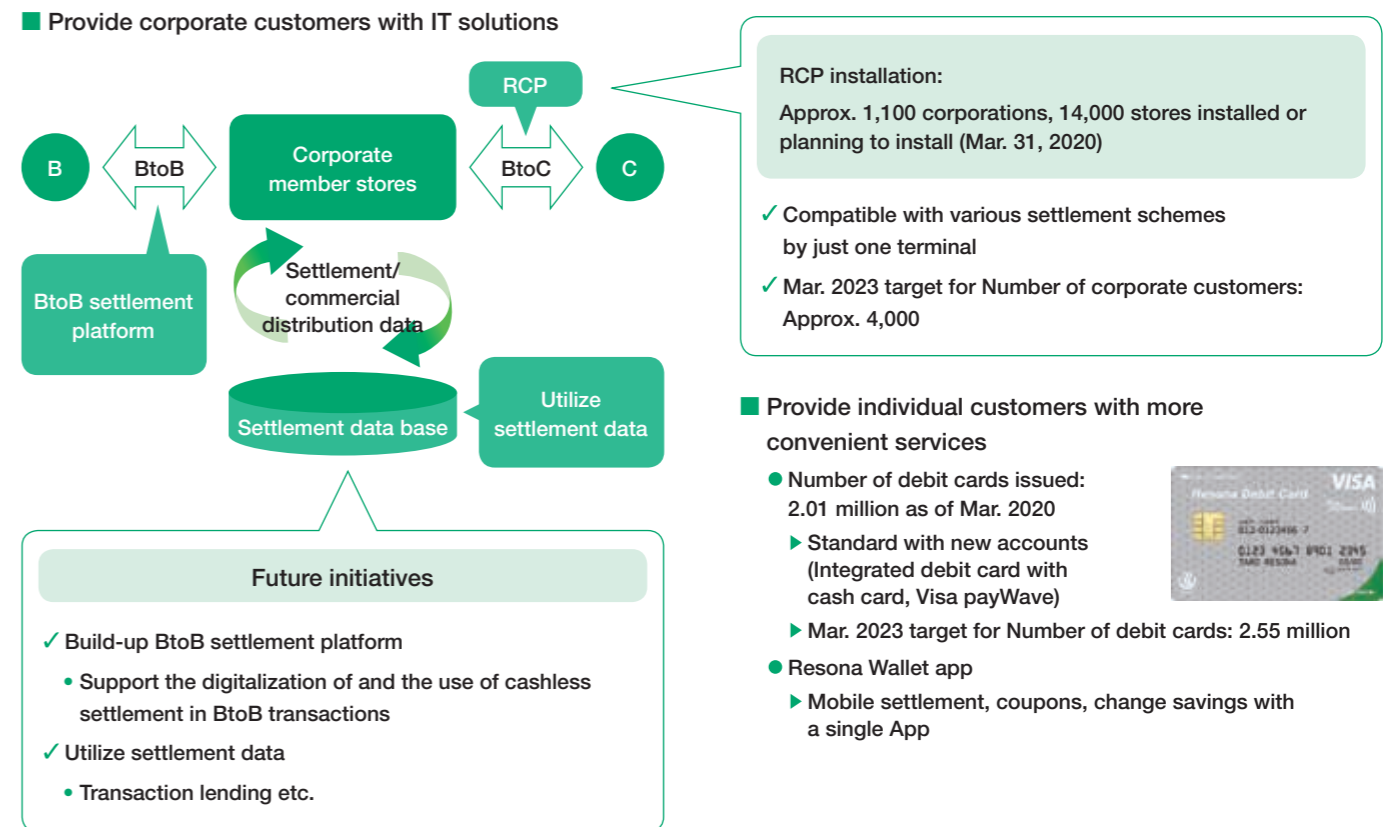 Provide corporate customers with IT solutions
RCP
B
BtoB
Corporate
member stores
BtoC
C
BtoB settlement
platform
Settlement/
commercial
distribution data
Settlement data base
Utilize
settlement data
Future initiatives
✓ Build-up BtoB settlement platform
• Support the digitalization of and the use of cashless
settlement in BtoB transactions
✓ Utilize settlement data
• Transaction lending etc.
RCP installation:
Approx. 1,100 corporations, 14,000 stores installed or
planning to install (Mar. 31, 2020)
✓ Compatible with various settlement schemes
by just one terminal
✓ Mar. 2023 target for Number of corporate customers:
Approx. 4,000
Provide individual customers with more
convenient services
● Number of debit cards issued:
2.01 million as of Mar. 2020
▶ Standard with new accounts
(Integrated debit card with
cash card, Visa payWave)
▶ Mar. 2023 target for Number of debit cards: 2.55 million
● Resona Wallet app
▶ Mobile settlement, coupons, change savings with
a single App
Resona Debit Card
VISA
0123 4567 8901 2345
TARO RESONA